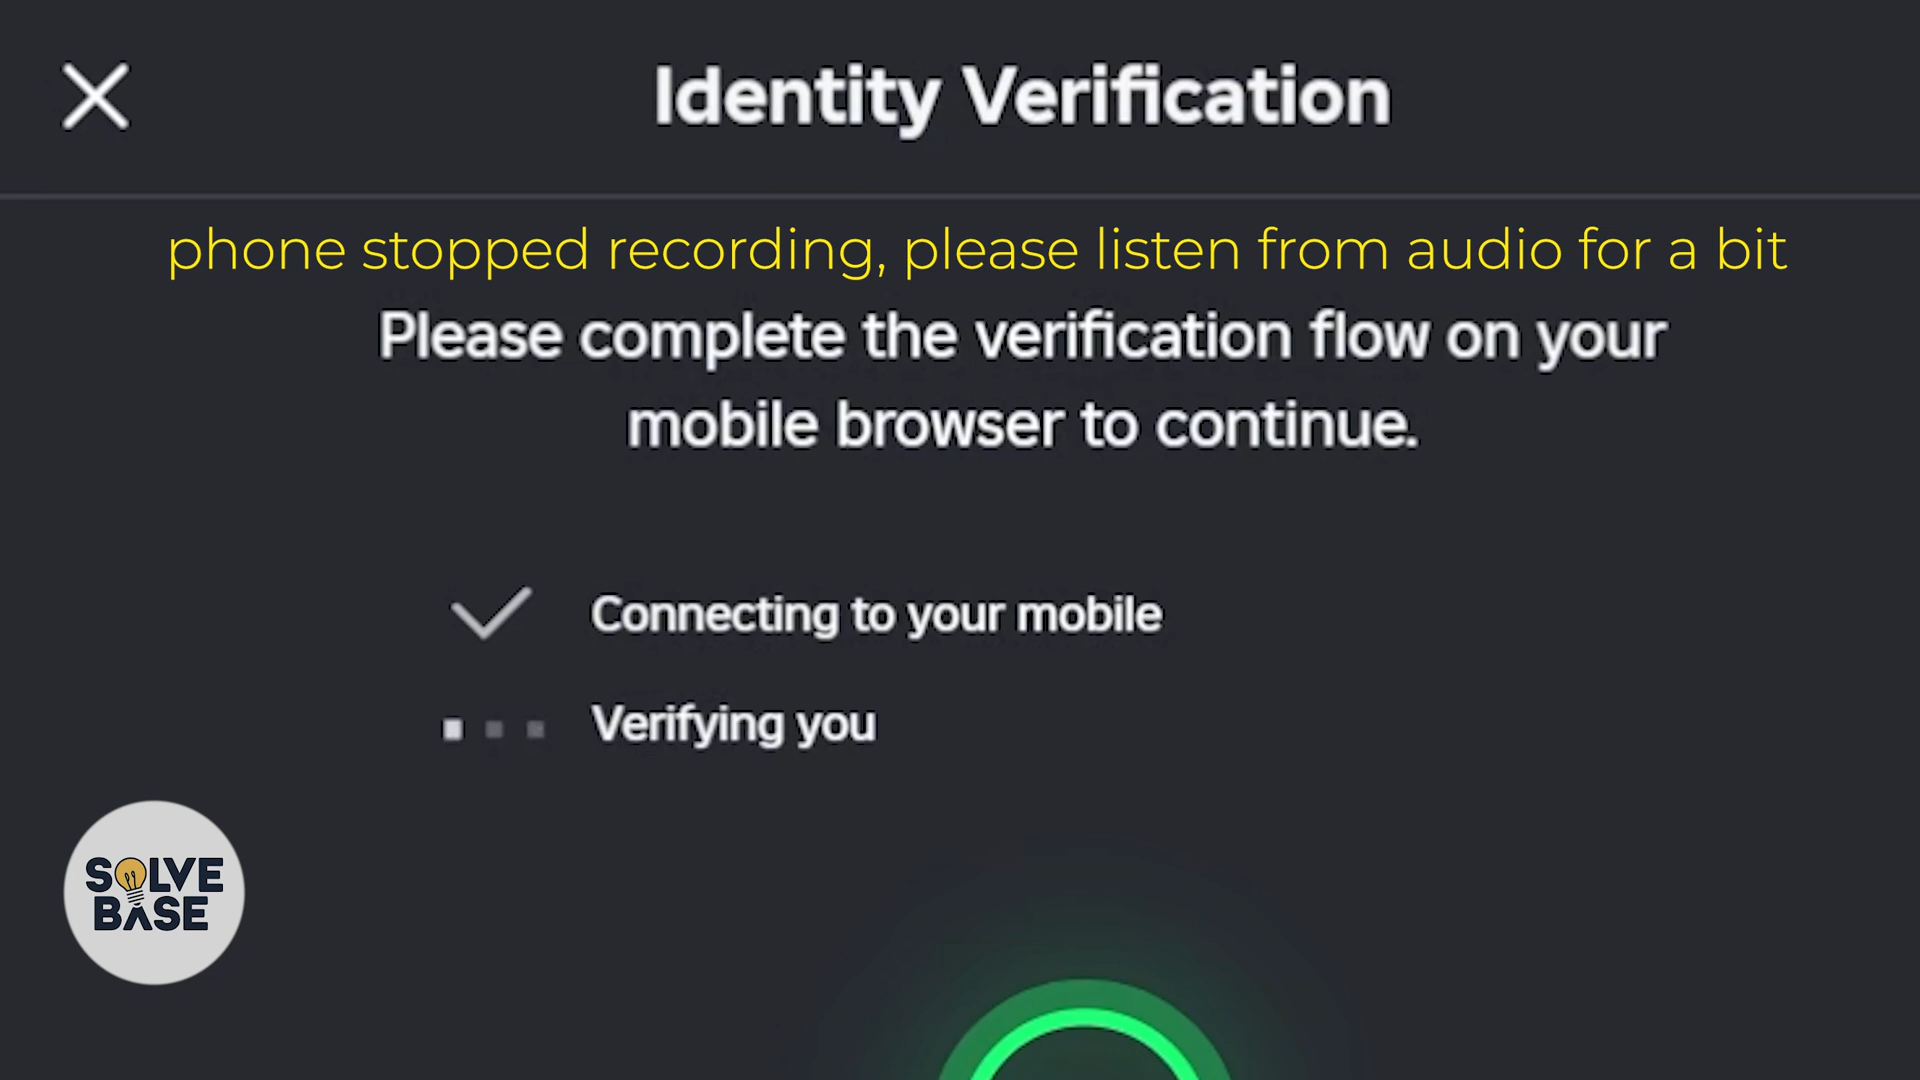 Identity Verification
phone stopped recording, please listen from audio for a bit
Please complete the verification flow on your
mobile browser to continue.
Connecting to your mobile
Verifying you
SOLVE
BASE